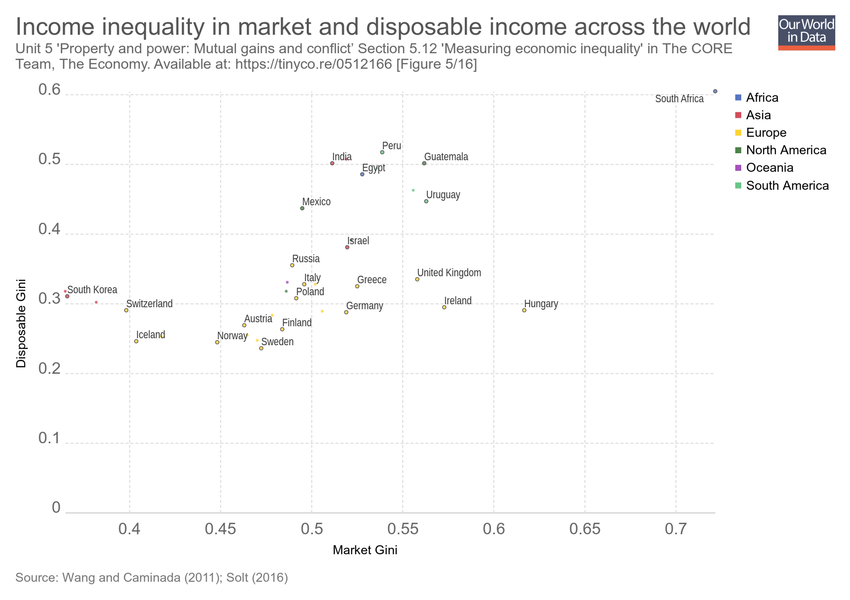 Income inequality in market and disposable income across the world
Our World
in Data
Unit 5 'Property and power: Mutual gains and conflict' Section 5.12 'Measuring economic inequality' in The CORE
Team, The Economy. Available at: https://tinyco.re/0512166 [Figure 5/16]
0.6
South Africa
Africa
Asia
Europe
North America
Oceania
South America
Peru
India
Guatemala
0.5
Egypt
Uruguay
Mexico
0.4
Israel
Russia
United Kingdom
Italy
Greece
South Korea
Poland
0.3
Switzerland
Germany
Ireland
Hungary
Austria
Finland
Iceland
Norway
Sweden
0.2
0.1
0
Disposable Gini
0.4
0.45
0.5
0.55
0.6
0.65
0.7
Market Gini
Source: Wang and Caminada (2011); Solt (2016)